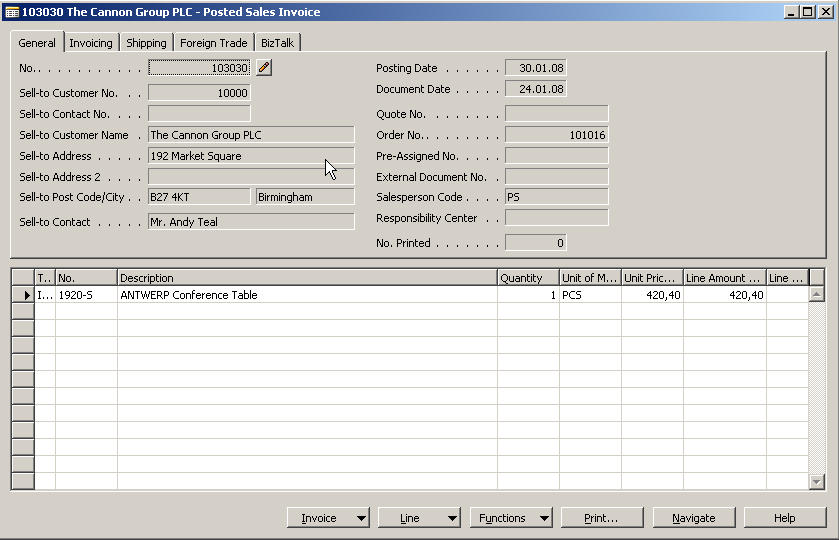 103030 The Cannon Group PLC - Posted Sales Invoice
General Invoicing Shipping Foreign Trade BizTalk
No. . . . . . . . . . . . 103030
Posting Date . . . . . . 30.01.08
Sell-to Customer No. . . 10000
Document Date . . . . . 24.01.08
Sell-to Contact No. . . .
Quote No. . . . . . . .
Sell-to Customer Name . The Cannon Group PLC
Order No. . . . . . . . 101016
Sell-to Address . . . . . 192 Market Square
Pre-Assigned No. . . . .
Sell-to Address 2 . . . .
External Document No. .
Sell-to Post Code/City . . B27 4KT Birmingham
Salesperson Code . . . . PS
Sell-to Contact . . . . . Mr. Andy Teal
Responsibility Center . .
No. Printed . . . . . . . 0
T.. No. Description Quantity Unit of M... Unit Pric... Line Amount ... Line ...
I... 1920-S ANTWERP Conference Table 1 PCS 420,40 420,40
Invoice Line Functions Print... Navigate Help